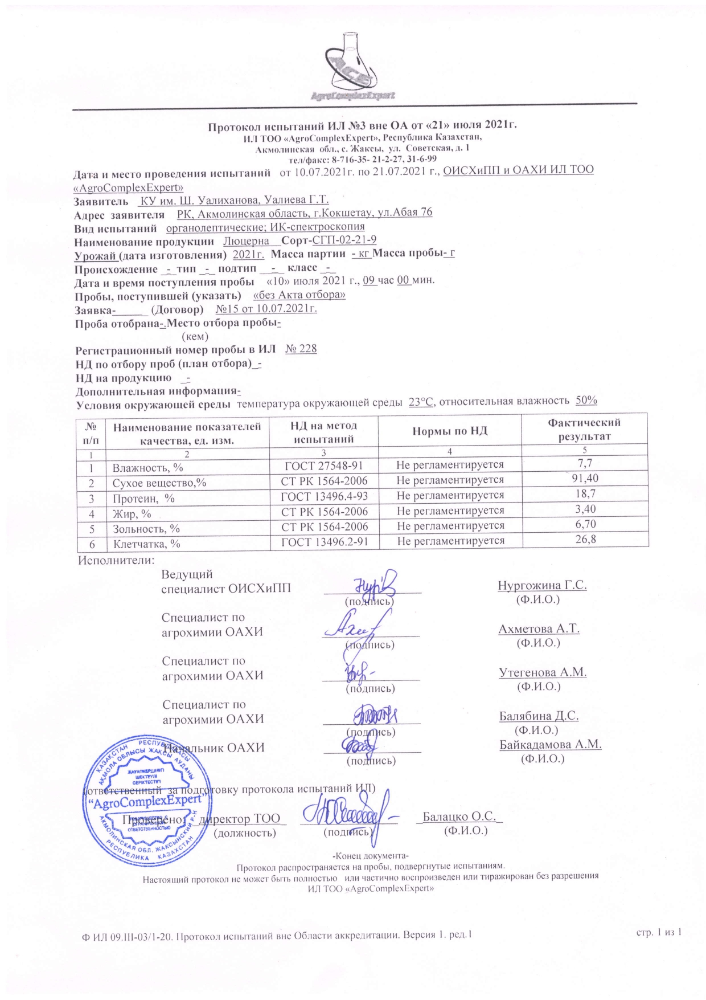 AgroComplexExpert
Протокол испытаний ИЛ №3 вне ОА от «21» июля 2021г.
ИЛ ТОО «AgroComplexExpert», Республика Казахстан,
Акмолинская обл., с. Жаксы, ул. Советская, д. 1
тел/факс: 8-716-35- 21-2-27, 31-6-99
Дата и место проведения испытаний от 10.07.2021г. по 21.07.2021 г., ОИСХиПП и ОАХИ ИЛ ТОО
«AgroComplexExpert»
Заявитель КУ им. Ш. Уалиханова, Уалиева Г.Т.
Адрес заявителя РК, Акмолинская область, г.Кокшетау, ул.Абая 76
Вид испытаний органолептические; ИК-спектроскопия
Наименование продукции Люцерна Сорт-СГП-02-21-9
Урожай (дата изготовления) 2021г. Масса партии - кг Масса пробы- г
Происхождение _-_ тип _-_ подтип _-_ класс _-_
Дата и время поступления пробы «10» июля 2021 г., 09 час 00 мин.
Пробы, поступившей (указать) «без Акта отбора»
Заявка-______ (Договор) №15 от 10.07.2021г.
Проба отобрана-.Место отбора пробы-
(кем)
Регистрационный номер пробы в ИЛ № 228
НД по отбору проб (план отбора)_-
НД на продукцию _-
Дополнительная информация-
Условия окружающей среды температура окружающей среды 23°С, относительная влажность 50%
№ п/п Наименование показателей качества, ед. изм. НД на метод испытаний Нормы по НД Фактический результат
1 2 3 4 5
1 Влажность, % ГОСТ 27548-91 Не регламентируется 7,7
2 Сухое вещество,% СТ РК 1564-2006 Не регламентируется 91,40
3 Протеин, % ГОСТ 13496.4-93 Не регламентируется 18,7
4 Жир, % СТ РК 1564-2006 Не регламентируется 3,40
5 Зольность, % СТ РК 1564-2006 Не регламентируется 6,70
6 Клетчатка, % ГОСТ 13496.2-91 Не регламентируется 26,8
Исполнители:
Ведущий
специалист ОИСХиПП Нургожина Г.С.
(подпись) (Ф.И.О.)
Специалист по
агрохимии ОАХИ Ахметова А.Т.
(подпись) (Ф.И.О.)
Специалист по
агрохимии ОАХИ Утегенова А.М.
(подпись) (Ф.И.О.)
Специалист по
агрохимии ОАХИ Балябина Д.С.
(подпись) (Ф.И.О.)
Начальник ОАХИ Байкадамова А.М.
(подпись) (Ф.И.О.)
(ответственный за подготовку протокола испытаний ИЛ)
Проверено: _директор ТОО_ _Балацко О.С._
(должность) (подпись) (Ф.И.О.)
ҚАЗАҚСТАН РЕСПУБЛИКАСЫ
АҚМОЛА ОБЛЫСЫ ЖАҚСЫ АУДАНЫ
ЖАУАПКЕРШІЛІГІ
ШЕКТЕУЛІ
СЕРІКТЕСТІГІ
“AgroComplexExpert”
ТОВАРИЩЕСТВО С
ОГРАНИЧЕННОЙ
ОТВЕТСТВЕННОСТЬЮ
АКМОЛИНСКАЯ ОБЛ. ЖАКСЫНСКИЙ Р-Н
РЕСПУБЛИКА КАЗАХСТАН
-Конец документа-
Протокол распространяется на пробы, подвергнутые испытаниям.
Настоящий протокол не может быть полностью или частично воспроизведен или тиражирован без разрешения
ИЛ ТОО «AgroComplexExpert»
Ф ИЛ 09.III-03/1-20. Протокол испытаний вне Области аккредитации. Версия 1. ред.1 стр. 1 из 1